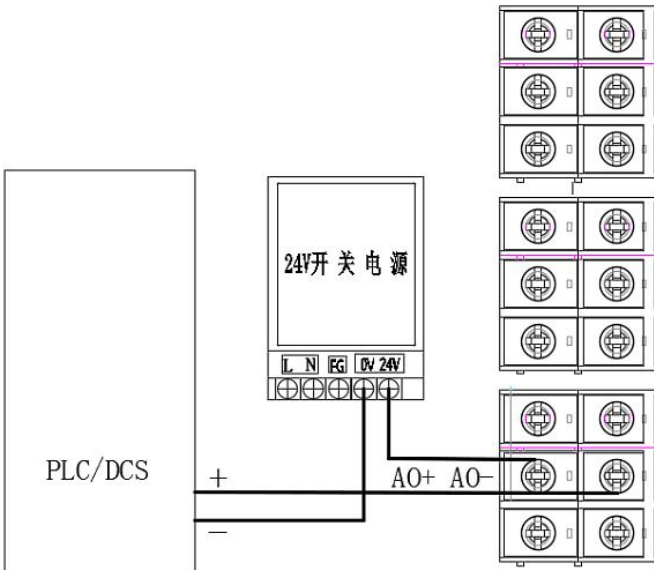 24V开关电源
L N FG 0V 24V
PLC/DCS
+
AO+ AO-
−